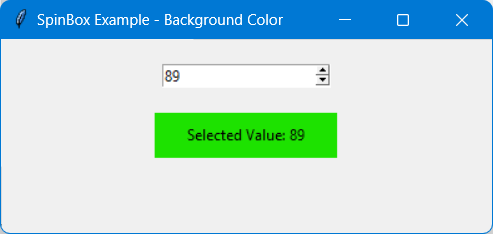 SpinBox Example - Background Color
89
Selected Value: 89